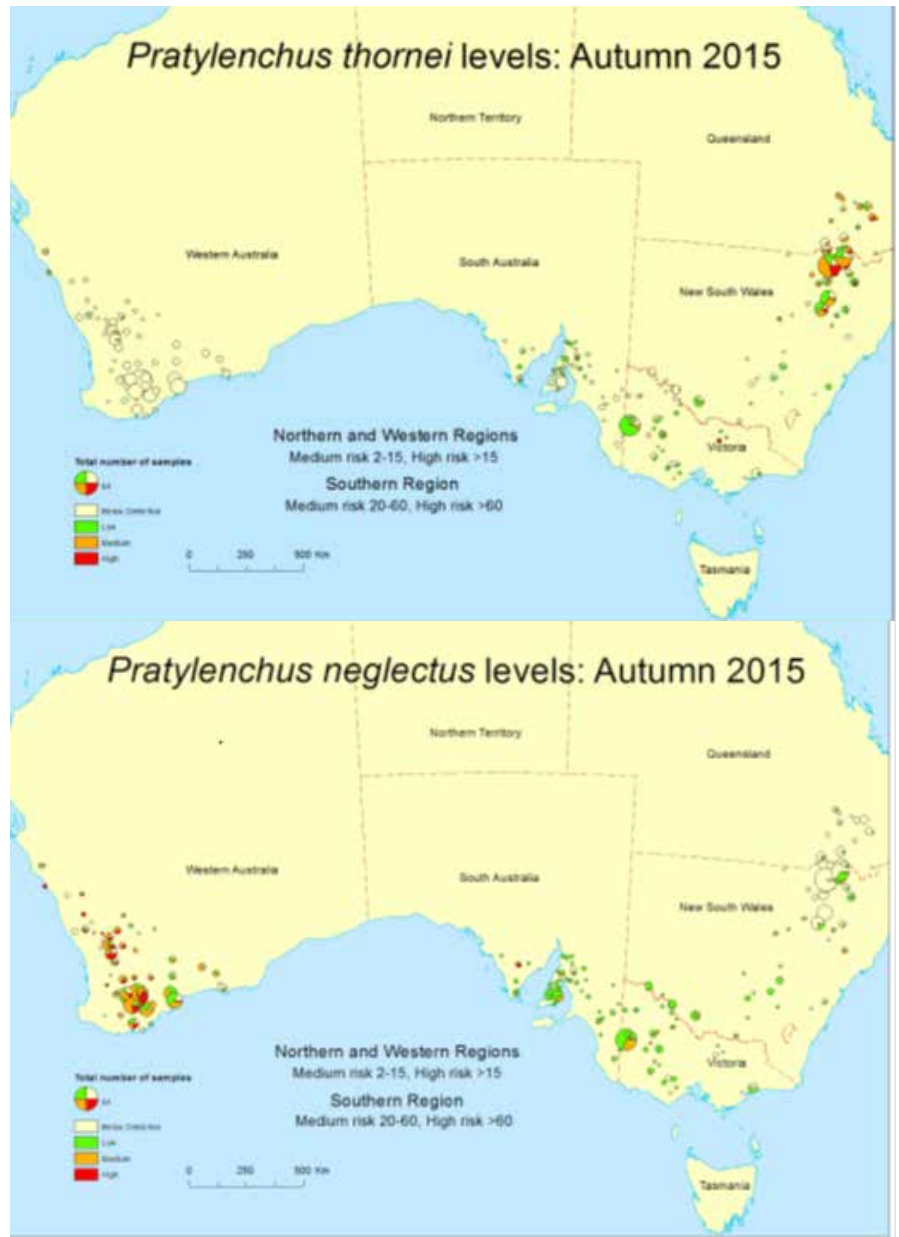 Pratylenchus thornei levels: Autumn 2015
Northern Territory
Queensland
Western Australia
South Australia
New South Wales
Northern and Western Regions
Medium risk 2-15, High risk >15
Southern Region
Medium risk 20-60, High risk >60
Victoria
Total number of samples
Low
Medium
High
0 250 500 Km
Tasmania
Pratylenchus neglectus levels: Autumn 2015
Northern Territory
Queensland
Western Australia
South Australia
New South Wales
Northern and Western Regions
Medium risk 2-15, High risk >15
Southern Region
Medium risk 20-60, High risk >60
Victoria
Total number of samples
Low
Medium
High
0 250 500 Km
Tasmania